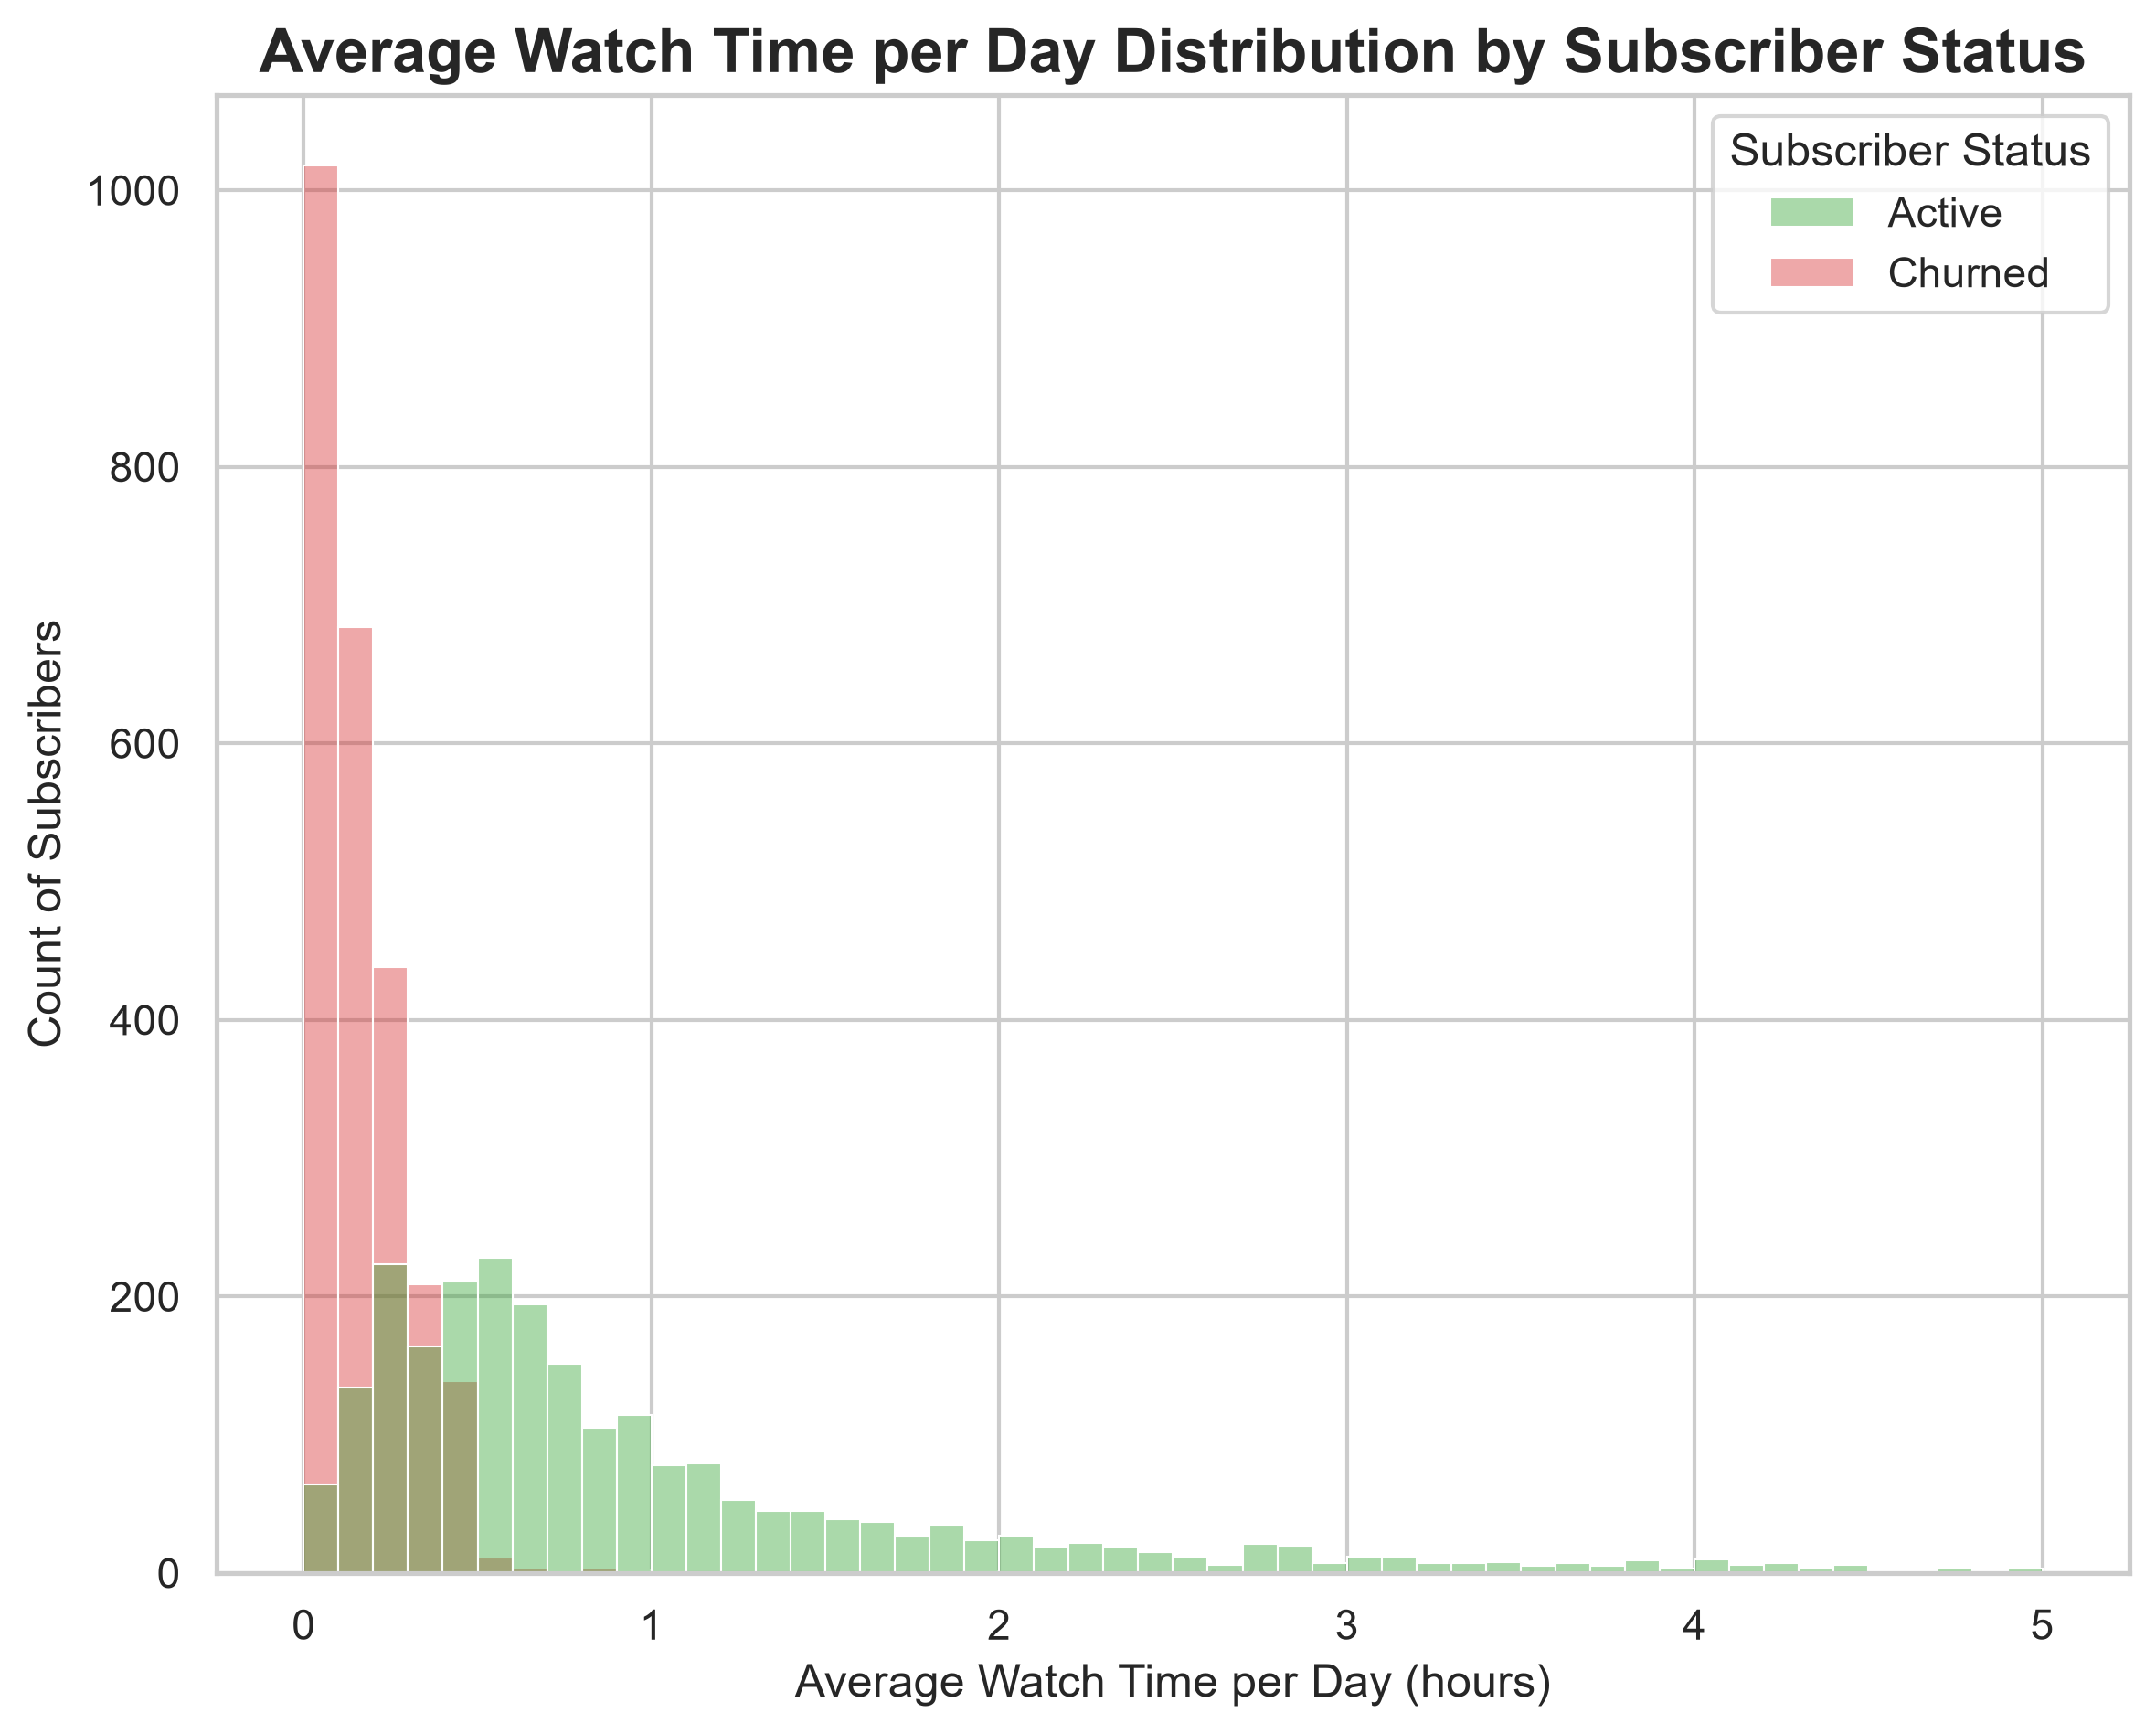 Average Watch Time per Day Distribution by Subscriber Status
Subscriber Status
Active
Churned
Count of Subscribers
1000
800
600
400
200
0
0 1 2 3 4 5
Average Watch Time per Day (hours)